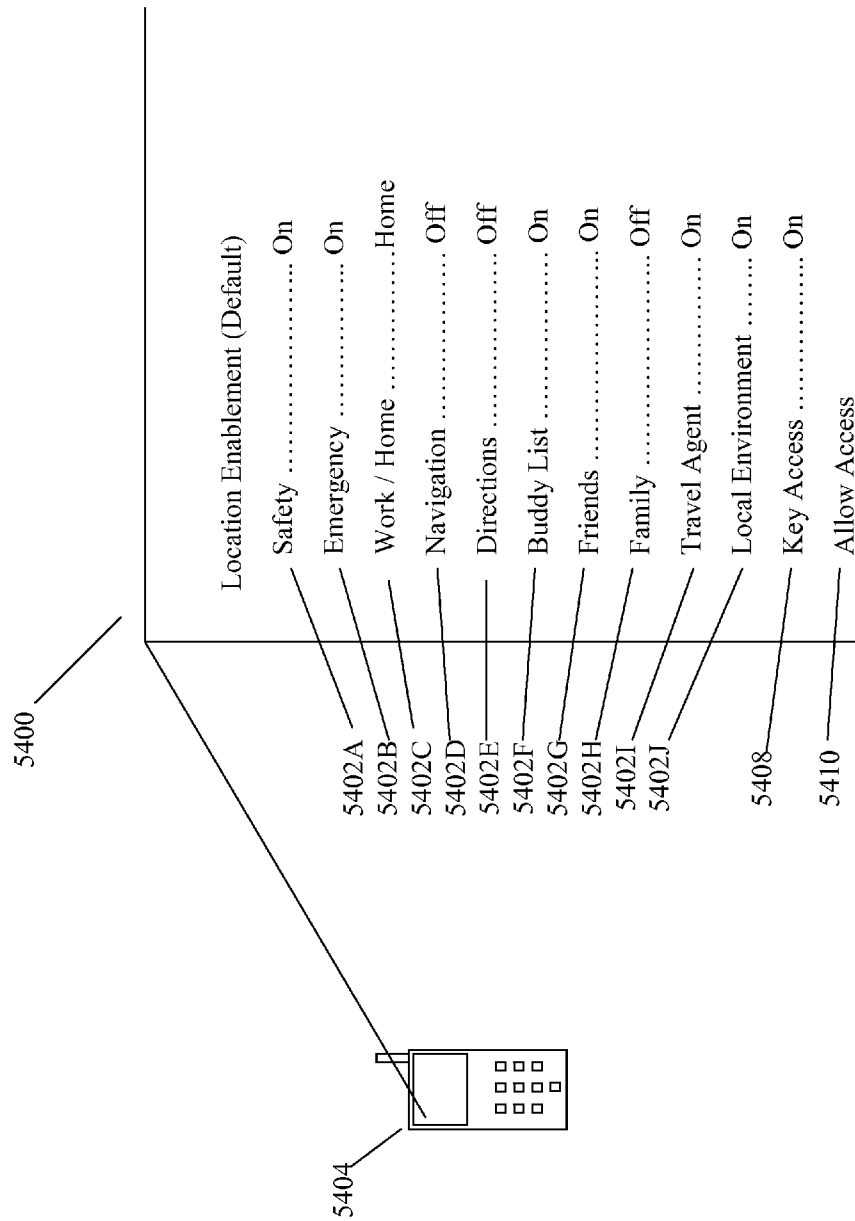 5400
Location Enablement (Default)
5402A Safety .............................. On
5402B Emergency ..................... On
5402C Work / Home ..................Home
5402D Navigation ..................... Off
5402E Directions ....................... Off
5402F Buddy List ...................... On
5402G Friends ............................ On
5402H Family ............................. Off
5402I Travel Agent ................... On
5402J Local Environment ........ On
5408 Key Access ..................... On
5410 Allow Access
5404